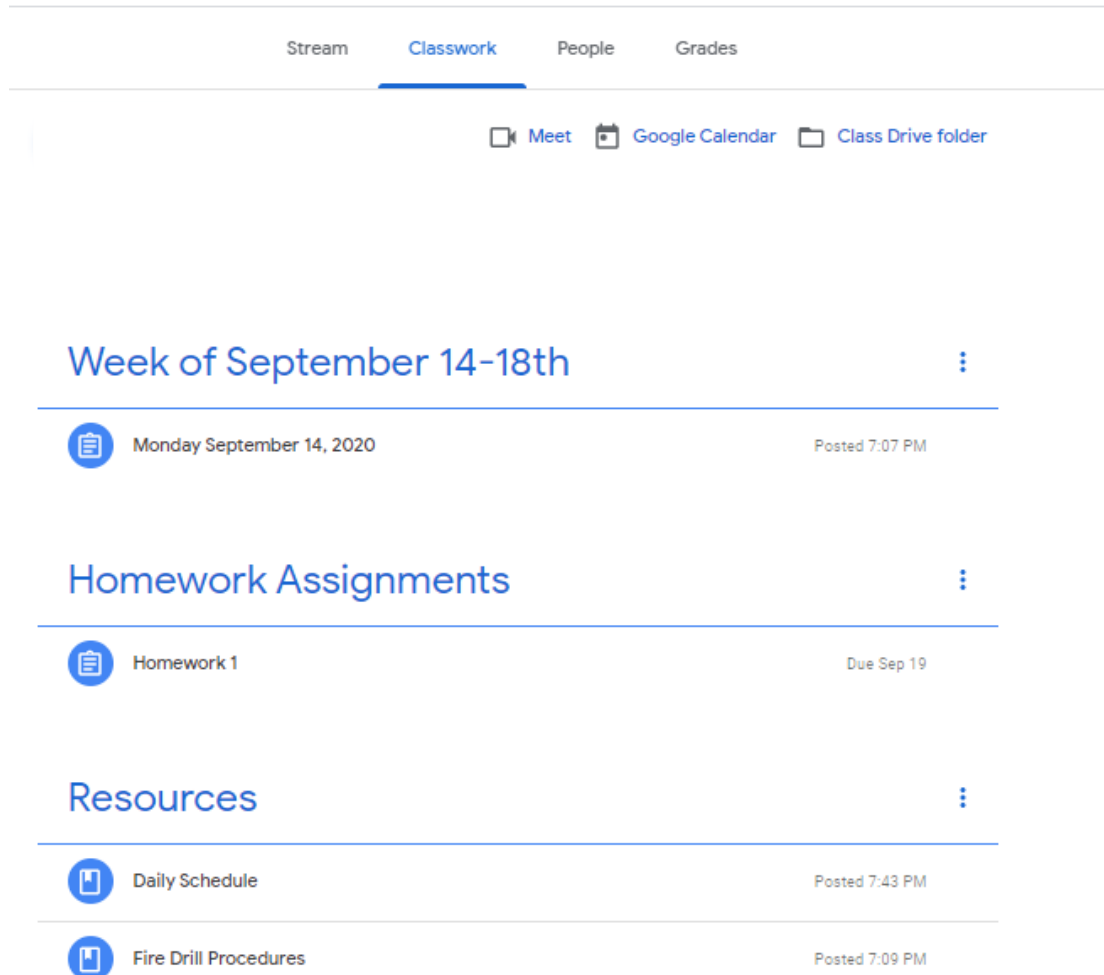 Stream Classwork People Grades
Meet Google Calendar Class Drive folder
Week of September 14-18th
Monday September 14, 2020 Posted 7:07 PM
Homework Assignments
Homework 1 Due Sep 19
Resources
Daily Schedule Posted 7:43 PM
Fire Drill Procedures Posted 7:09 PM